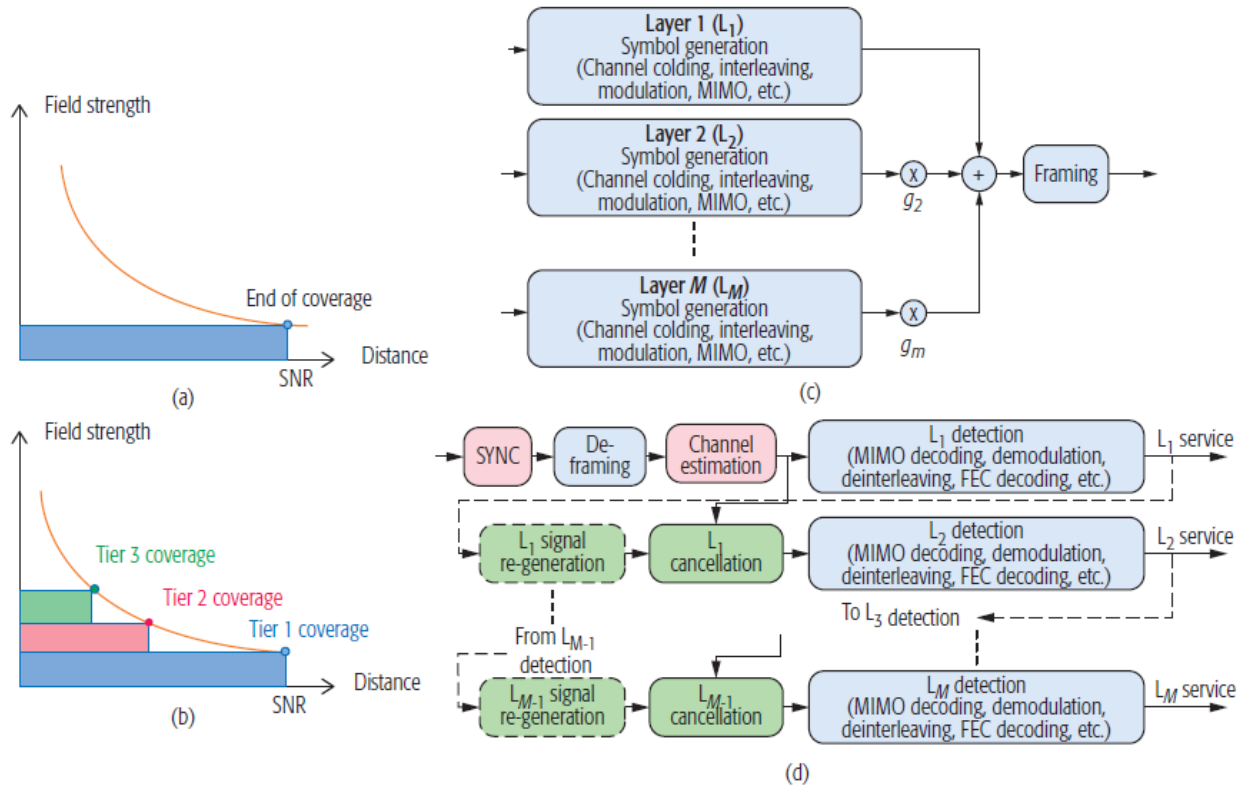 Field strength
End of coverage
Distance
SNR
(a)
Field strength
Tier 3 coverage
Tier 2 coverage
Tier 1 coverage
Distance
SNR
(b)
Layer 1 (L1)
Symbol generation
(Channel colding, interleaving,
modulation, MIMO, etc.)
Layer 2 (L2)
Symbol generation
(Channel colding, interleaving,
modulation, MIMO, etc.)
x
g2
+
Framing
Layer M (LM)
Symbol generation
(Channel colding, interleaving,
modulation, MIMO, etc.)
x
gm
(c)
SYNC
De-
framing
Channel
estimation
L1 detection
(MIMO decoding, demodulation,
deinterleaving, FEC decoding, etc.)
L1 service
L1 signal
re-generation
L1
cancellation
L2 detection
(MIMO decoding, demodulation,
deinterleaving, FEC decoding, etc.)
L2 service
To L3 detection
From LM-1
detection
LM-1 signal
re-generation
LM-1
cancellation
LM detection
(MIMO decoding, demodulation,
deinterleaving, FEC decoding, etc.)
LM service
(d)